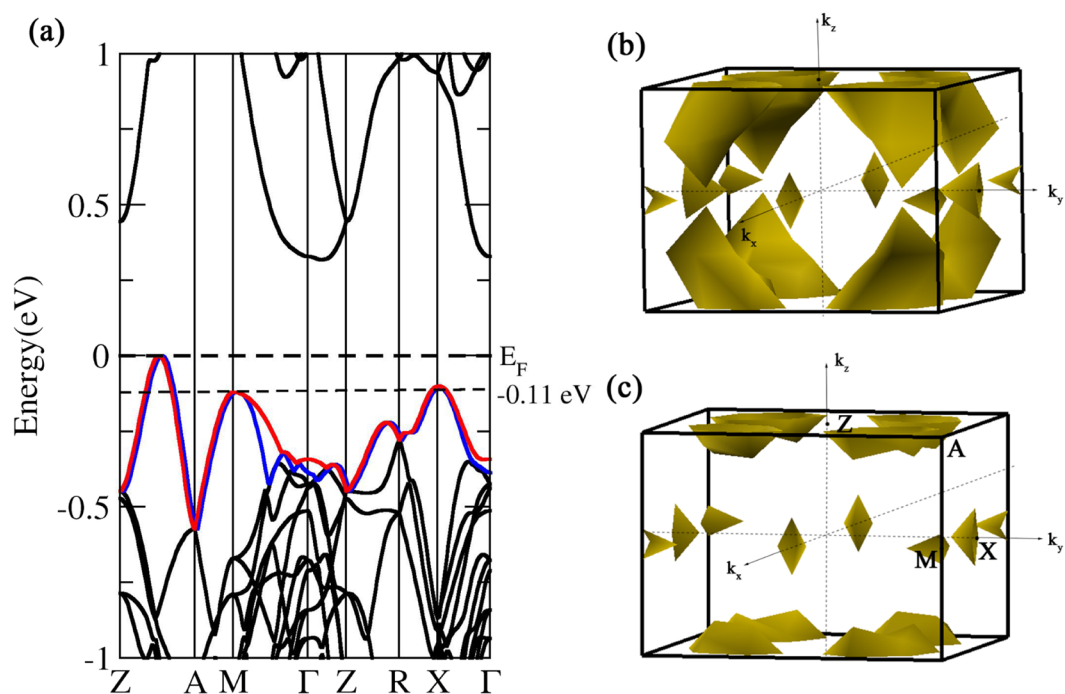 (a)
1
0.5
0
-0.5
-1
Energy(eV)
E_F
-0.11 eV
Z A M Γ Z R X Γ
(b)
k_z
k_y
k_x
(c)
k_z
Z
A
k_y
X
M
k_x